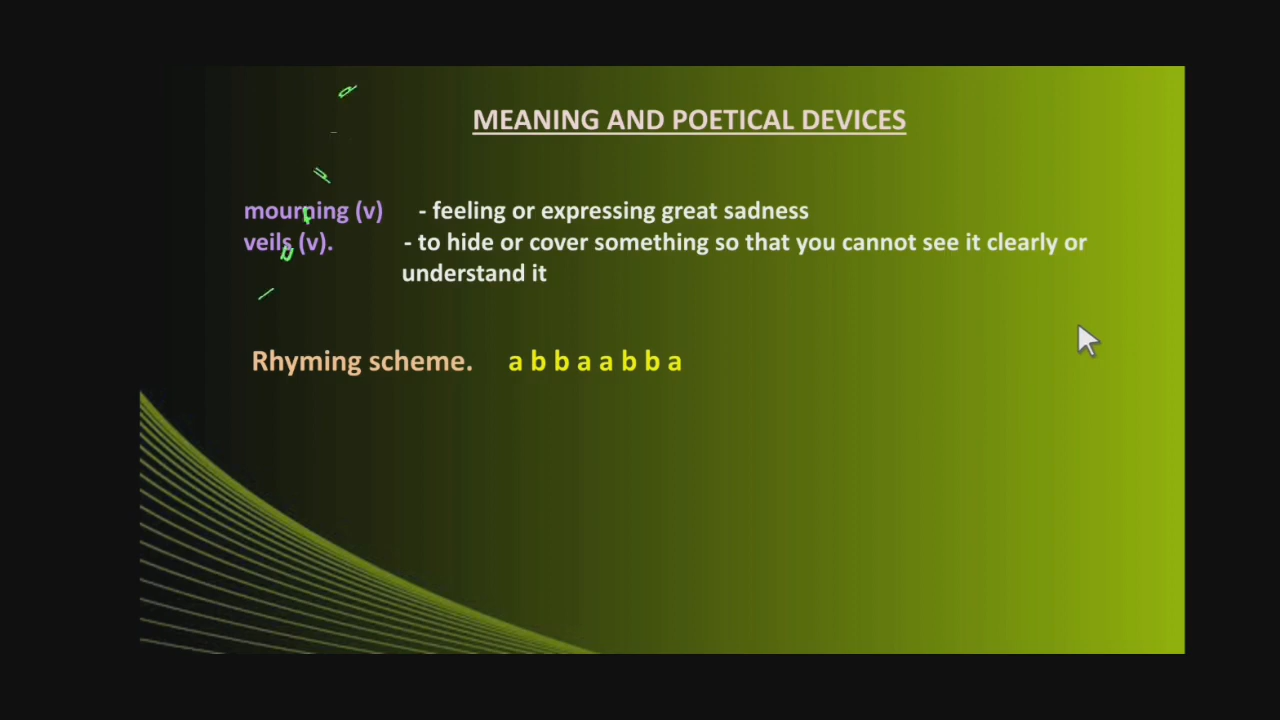 MEANING AND POETICAL DEVICES
mourning (v) - feeling or expressing great sadness
veils (v). - to hide or cover something so that you cannot see it clearly or
understand it
Rhyming scheme. a b b a a b b a